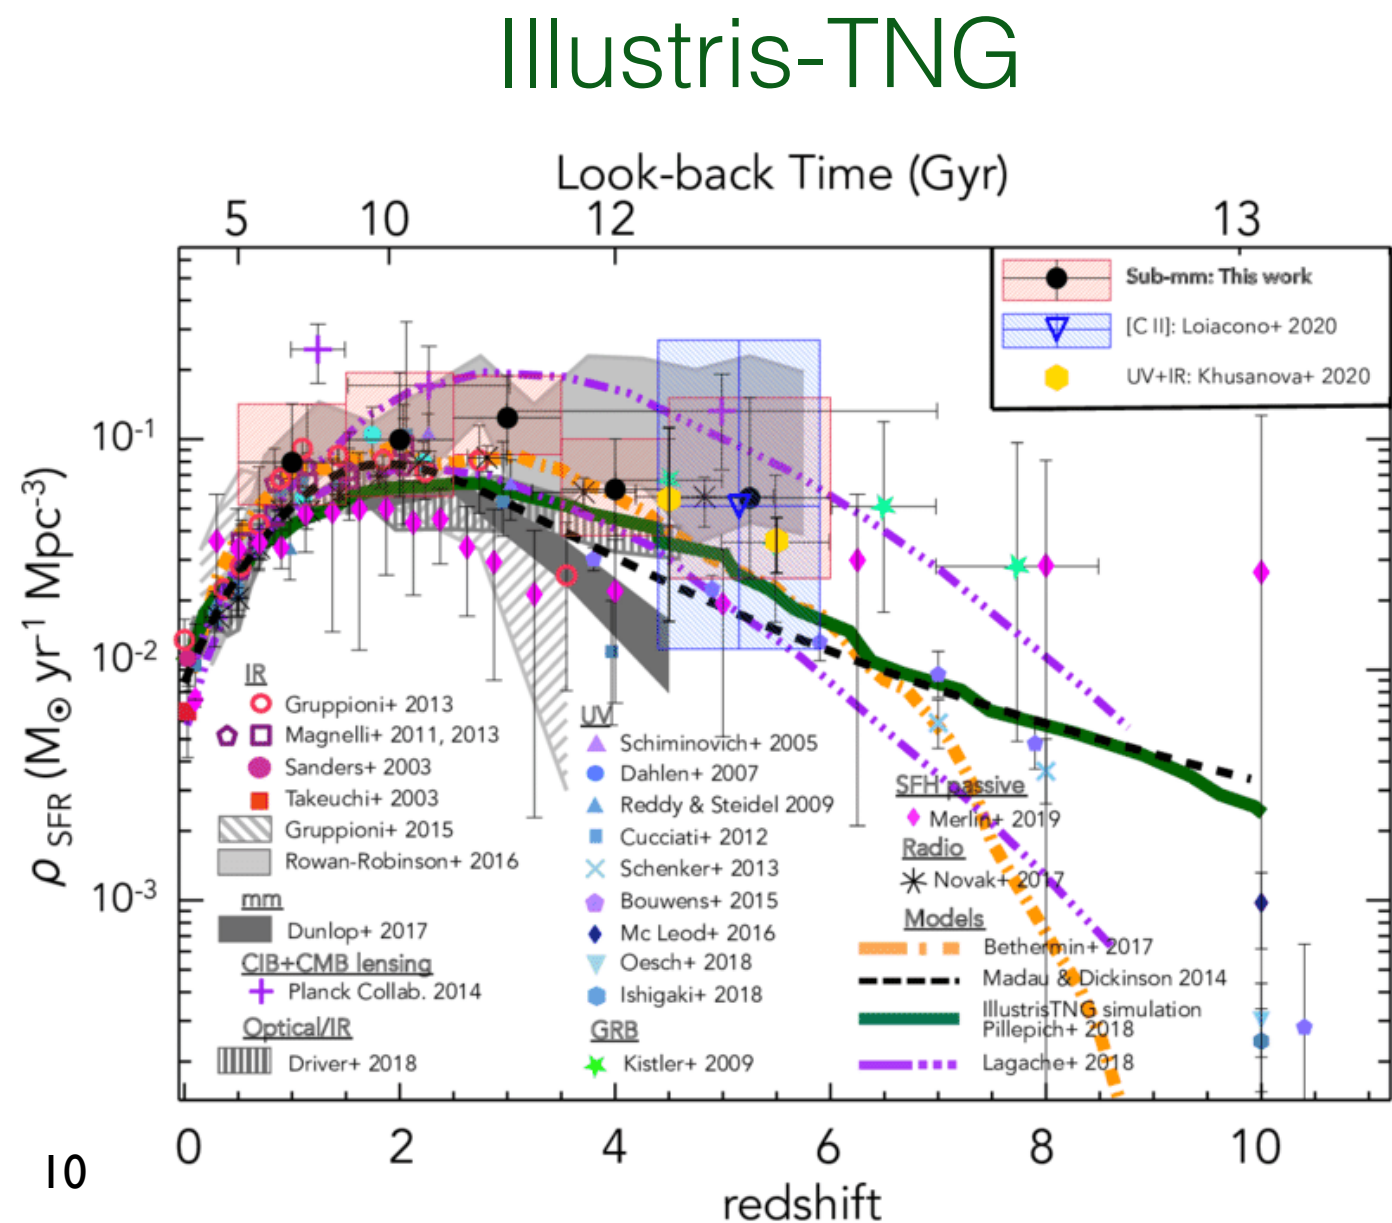 Illustris-TNG
Look-back Time (Gyr)
5 10 12 13
Sub-mm: This work
[C II]: Loiacono+ 2020
UV+IR: Khusanova+ 2020
10⁻¹
10⁻²
10⁻³
ρ SFR (M⊙ yr¹ Mpc⁻³)
IR
Gruppioni+ 2013
Magnelli+ 2011, 2013
Sanders+ 2003
Takeuchi+ 2003
Gruppioni+ 2015
Rowan-Robinson+ 2016
mm
Dunlop+ 2017
CIB+CMB lensing
Planck Collab. 2014
Optical/IR
Driver+ 2018
UV
Schiminovich+ 2005
Dahlen+ 2007
Reddy & Steidel 2009
Cucciati+ 2012
Schenker+ 2013
Bouwens+ 2015
Mc Leod+ 2016
Oesch+ 2018
Ishigaki+ 2018
GRB
Kistler+ 2009
SFH passive
Merlin+ 2019
Radio
Novak+ 2017
Models
Bethermin+ 2017
Madau & Dickinson 2014
IllustrisTNG simulation
Pillepich+ 2018
Lagache+ 2018
0 2 4 6 8 10
redshift
10